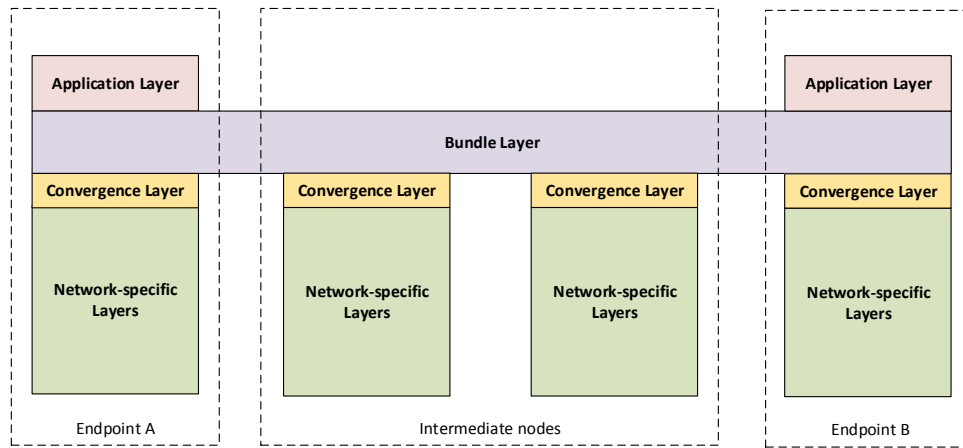 Application Layer
Application Layer
Bundle Layer
Convergence Layer
Convergence Layer
Convergence Layer
Convergence Layer
Network-specific
Layers
Network-specific
Layers
Network-specific
Layers
Network-specific
Layers
Endpoint A
Intermediate nodes
Endpoint B